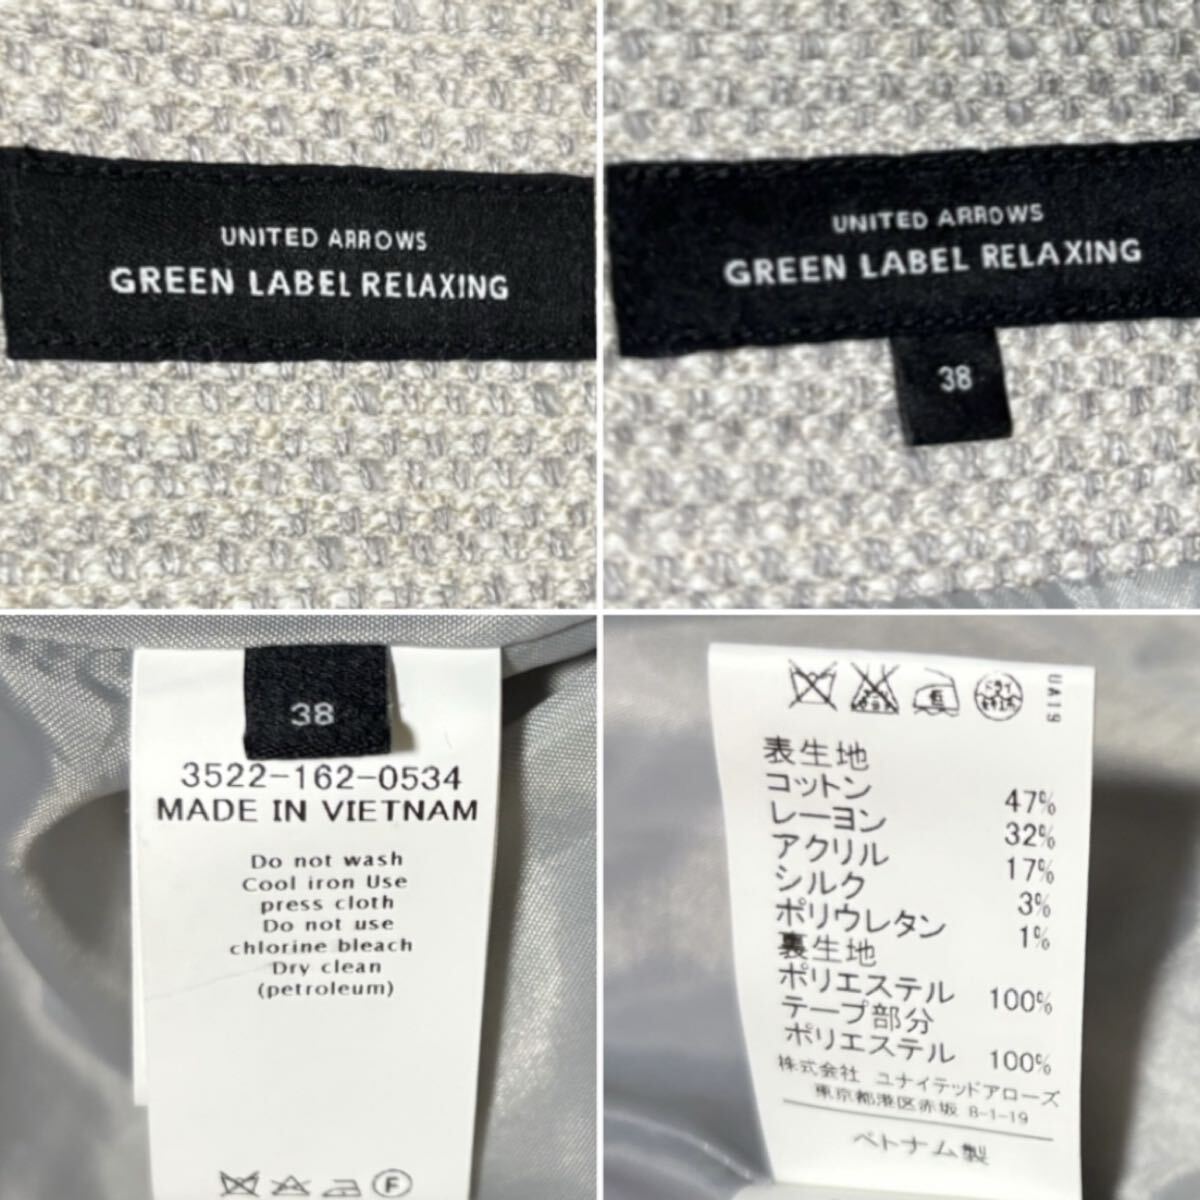 UNITED ARROWS
GREEN LABEL RELAXING
UNITED ARROWS
GREEN LABEL RELAXING
38
38
3522-162-0534
MADE IN VIETNAM
Do not wash
Cool iron Use
press cloth
Do not use
chlorine bleach
Dry clean
(petroleum)
F
UA19
表生地
コットン 47%
レーヨン 32%
アクリル 17%
シルク 3%
ポリウレタン 1%
裏生地
ポリエステル 100%
テープ部分
ポリエステル 100%
株式会社 ユナイテッドアローズ
東京都港区赤坂 8-1-19
ベトナム製